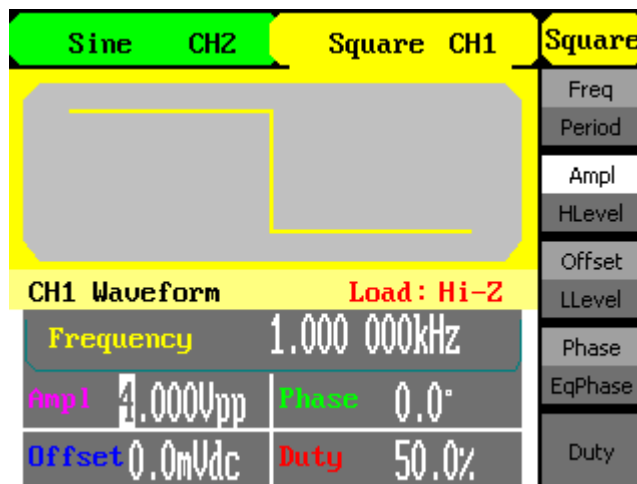 Sine CH2
Square CH1
Square
Freq
Period
Ampl
HLevel
Offset
LLevel
Phase
EqPhase
Duty
CH1 Waveform
Load: Hi-Z
Frequency 1.000 000kHz
Ampl 4.000Vpp
Phase 0.0°
Offset 0.0mVdc
Duty 50.0%